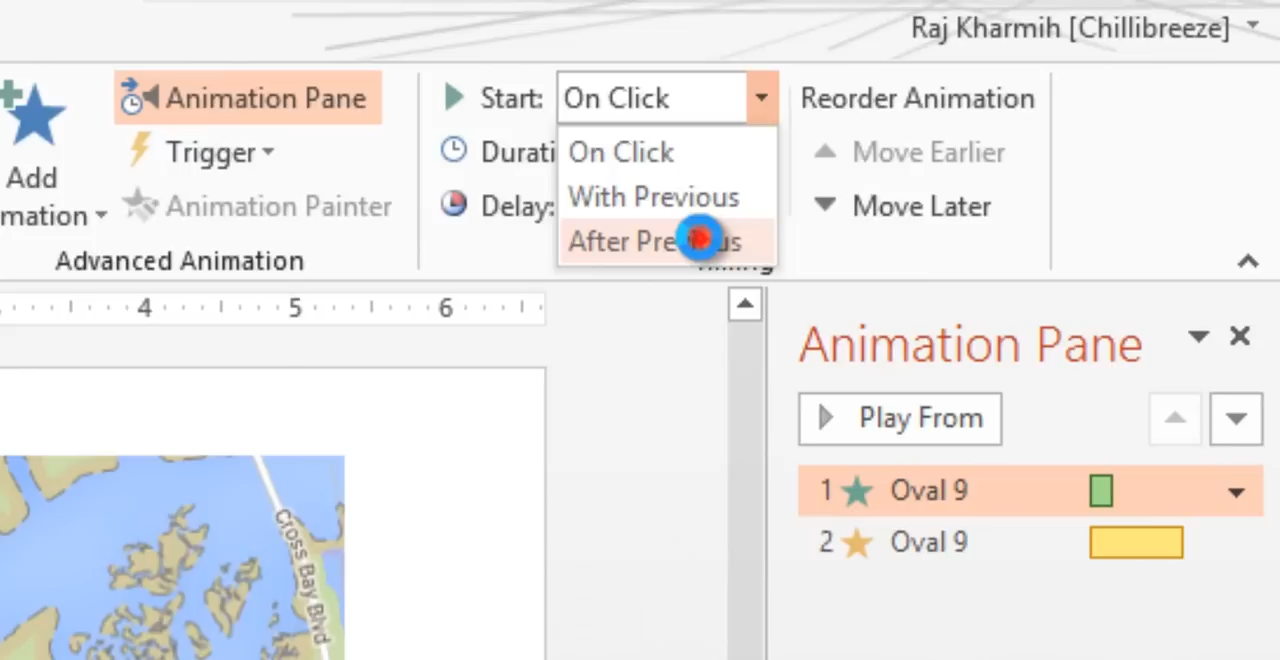 Raj Kharmih [Chillibreeze]
Animation Pane
Start: On Click
Reorder Animation
Trigger
On Click
Move Earlier
Add
With Previous
Animation Painter
Delay:
After
Move Later
Advanced Animation
4 5 6
Animation Pane
Play From
1 Oval 9
2 Oval 9
Cross Bay Blvd